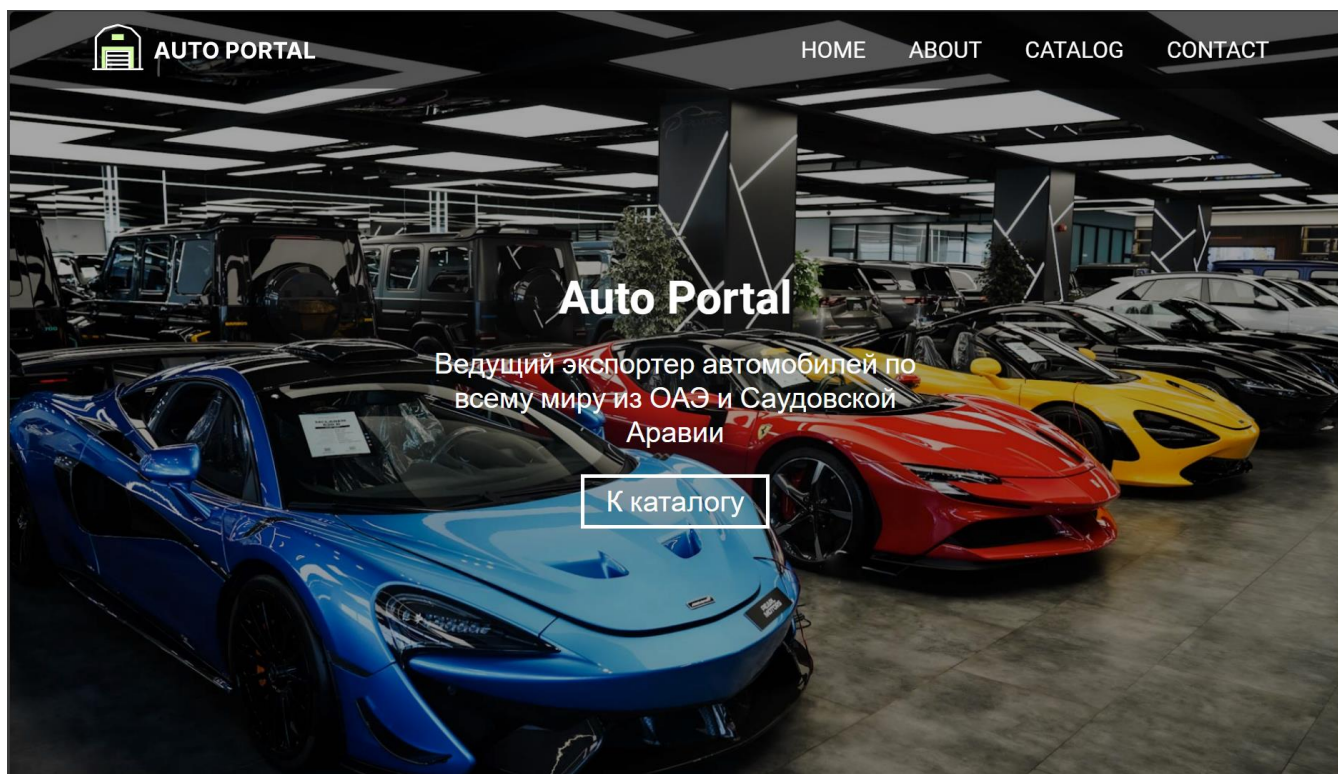 AUTO PORTAL
HOME
ABOUT
CATALOG
CONTACT
Auto Portal
Ведущий экспортер автомобилей по
всему миру из ОАЭ и Саудовской
Аравии
К каталогу